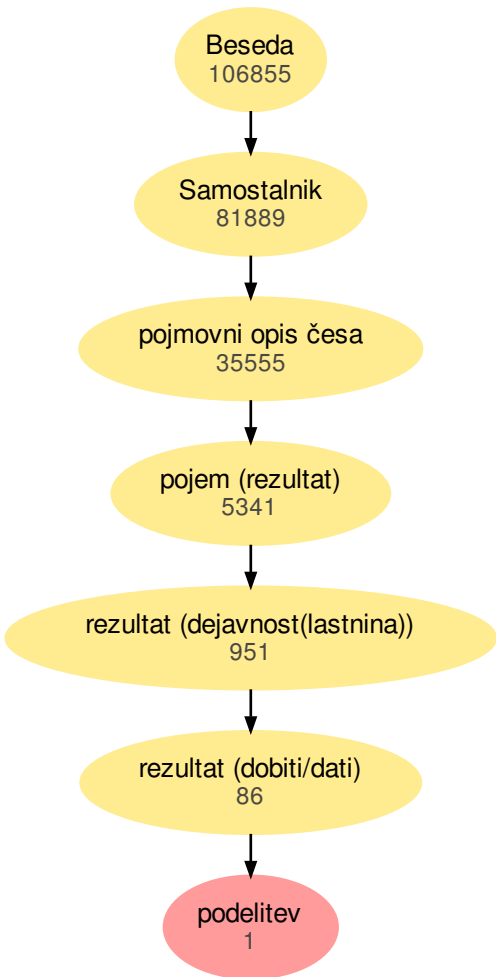 Beseda
106855
Samostalnik
81889
pojmovni opis česa
35555
pojem (rezultat)
5341
rezultat (dejavnost(lastnina))
951
rezultat (dobiti/dati)
86
podelitev
1